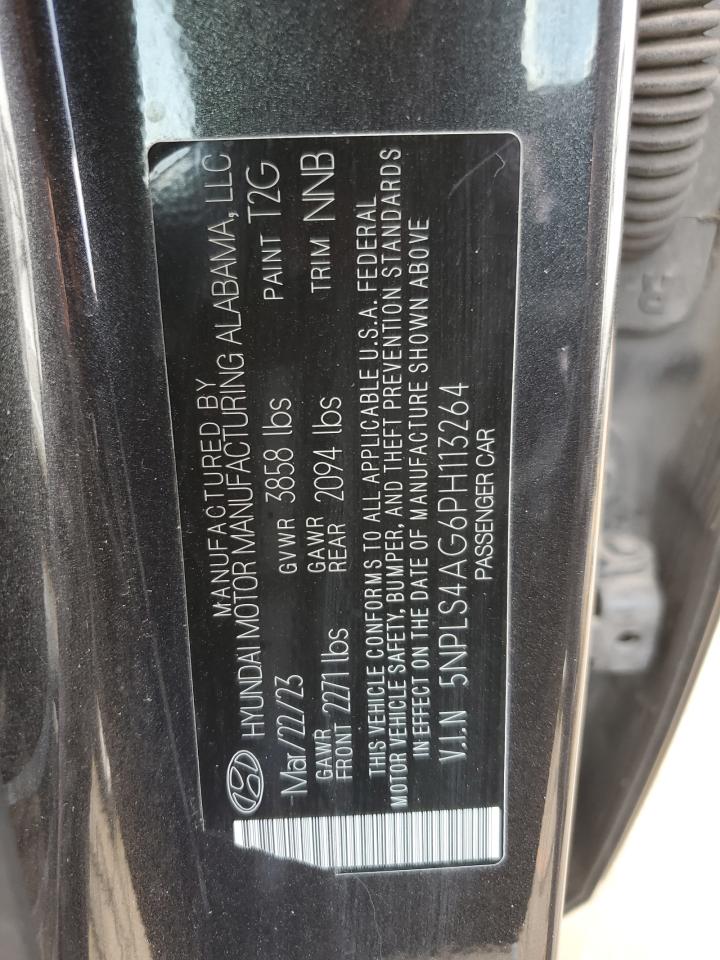 MANUFACTURED BY
HYUNDAI MOTOR MANUFACTURING ALABAMA, LLC
Mar/22/23 GVWR 3858 lbs PAINT T2G
GAWR FRONT 2271 lbs GAWR REAR 2094 lbs TRIM NNB
THIS VEHICLE CONFORMS TO ALL APPLICABLE U.S.A. FEDERAL
MOTOR VEHICLE SAFETY, BUMPER, AND THEFT PREVENTION STANDARDS
IN EFFECT ON THE DATE OF MANUFACTURE SHOWN ABOVE
V.I.N 5NPLS4AG6PH113264
PASSENGER CAR